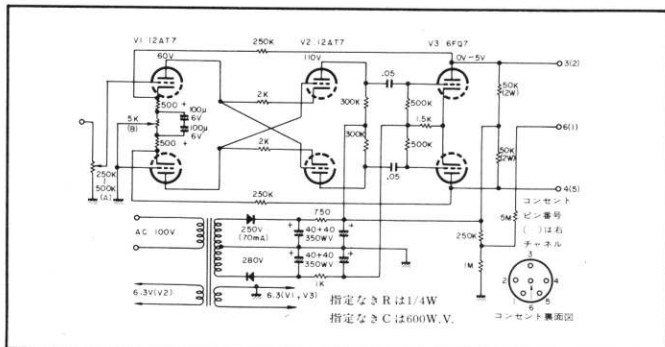 V1 12AT7
250K
V2 12AT7
V3 6FQ7
60V
110V
0V-5V
3(2)
2K
.05
50K
(2W)
500
+
100μ
6V
5K
(B)
100μ
6V
500
+
300K
500K
1.5K
6(1)
300K
500K
2K
.05
50K
(2W)
250K
~
500K
(A)
250K
4(5)
コンセント
ピン番号
( )は右
チャネル
5M
750
AC 100V
250V
(70mA)
+
40+40
350WV
+
250K
280V
+
40+40
350WV
+
1M
1K
6.3V(V2)
6.3(V1,V3)
3
2
4
1
6
5
指定なきRは1/4W
指定なきCは600W.V.
コンセント裏面図